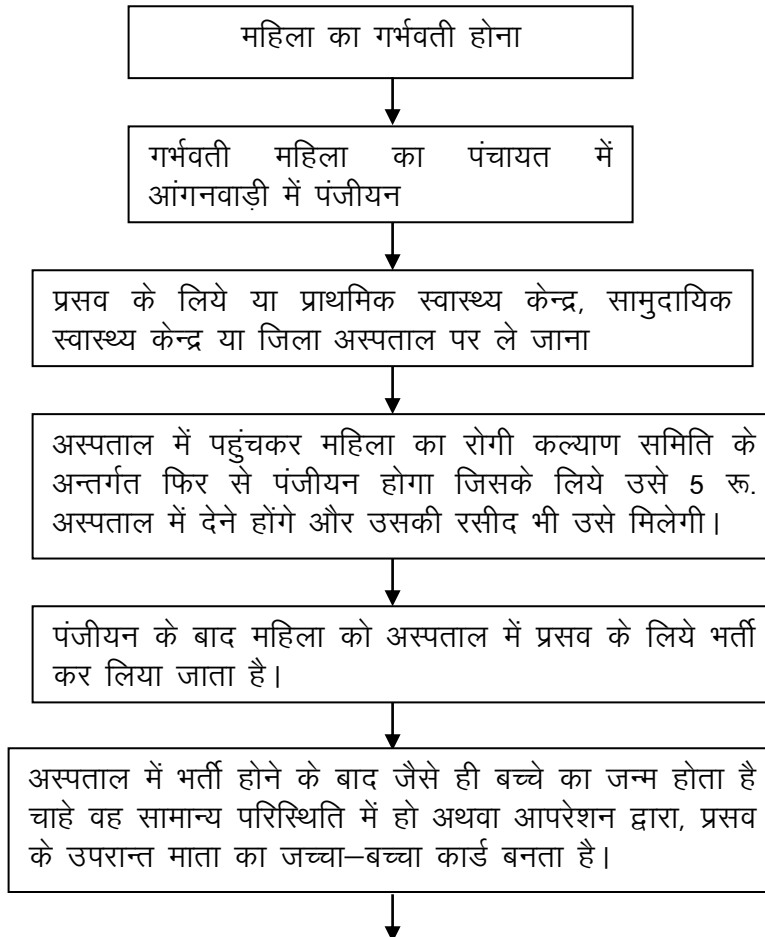 महिला का गर्भवती होना
गर्भवती महिला का पंचायत में
आंगनवाड़ी में पंजीयन
प्रसव के लिये या प्राथमिक स्वास्थ्य केन्द्र, सामुदायिक
स्वास्थ्य केन्द्र या जिला अस्पताल पर ले जाना
अस्पताल में पहुंचकर महिला का रोगी कल्याण समिति के
अन्तर्गत फिर से पंजीयन होगा जिसके लिये उसे 5 रू.
अस्पताल में देने होंगे और उसकी रसीद भी उसे मिलेगी।
पंजीयन के बाद महिला को अस्पताल में प्रसव के लिये भर्ती
कर लिया जाता है।
अस्पताल में भर्ती होने के बाद जैसे ही बच्चे का जन्म होता है
चाहे वह सामान्य परिस्थिति में हो अथवा आपरेशन द्वारा, प्रसव
के उपरान्त माता का जच्चा–बच्चा कार्ड बनता है।